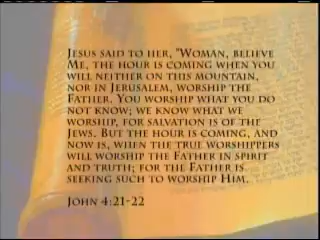 Jesus said to her, "Woman, believe
Me, the hour is coming when you
will neither on this mountain,
nor in Jerusalem, worship the
Father. You worship what you do
not know; we know what we
worship, for salvation is of the
Jews. But the hour is coming, and
now is, when the true worshippers
will worship the Father in spirit
and truth; for the Father is
seeking such to worship Him.
John 4:21-22